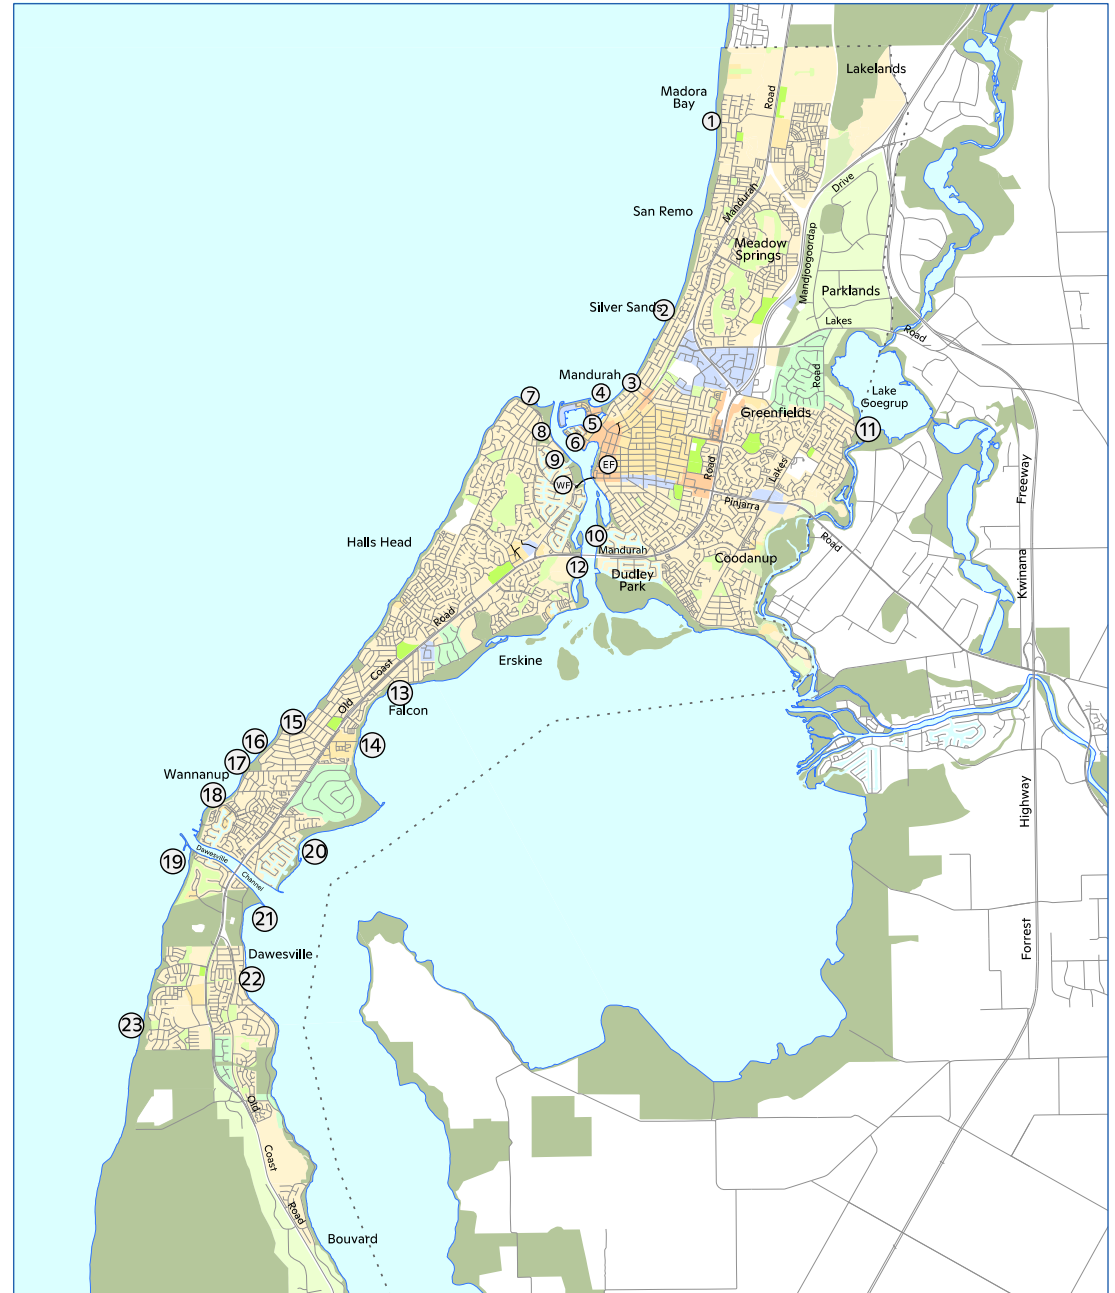 Lakelands
Madora
Bay
Road
1
Drive
Mandurah
San Remo
Meadow
Springs
Mandjoogoordap
Parklands
Silver Sands
2
Lakes
Road
Mandurah
3
4
Road
Lake
Goegrup
7
5
Greenfields
11
8
6
9
EF
Road
Lakes
WF
Freeway
Pinjarra
10
Road
Halls Head
Mandurah
Coodanup
12
Dudley
Park
Kwinana
Road
Erskine
Coast
13
Old
Falcon
15
14
16
17
Wannanup
18
Highway
Dawesville
Channel
19
20
21
Forrest
Dawesville
22
23
Old
Coast
Road
Bouvard